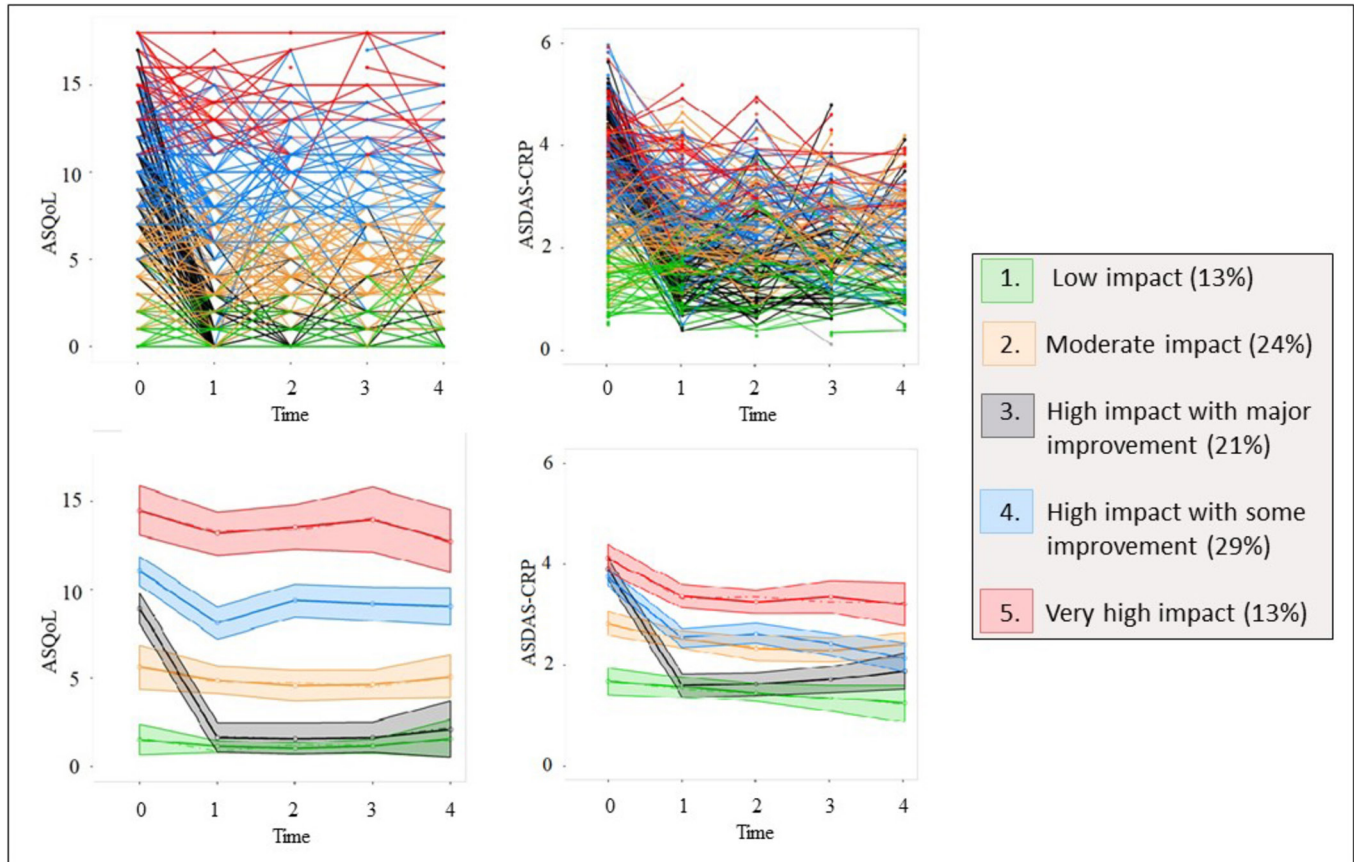 ASQoL
15
10
5
0
0 1 2 3 4
Time
ASDAS-CRP
6
4
2
0
0 1 2 3 4
Time
ASQoL
15
10
5
0
0 1 2 3 4
Time
ASDAS-CRP
6
4
2
0
0 1 2 3 4
Time
1. Low impact (13%)
2. Moderate impact (24%)
3. High impact with major
improvement (21%)
4. High impact with some
improvement (29%)
5. Very high impact (13%)